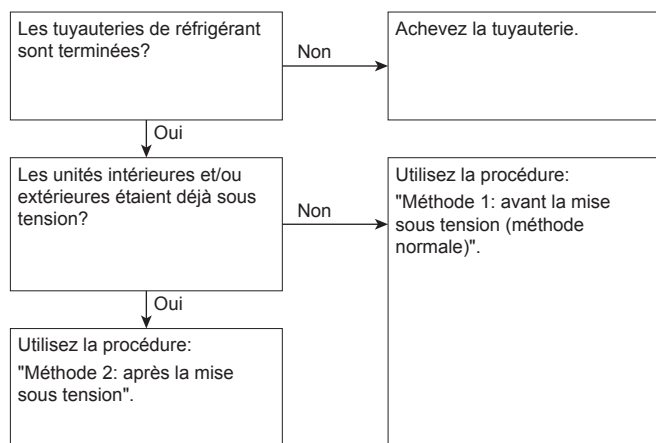 Les tuyauteries de réfrigérant
sont terminées?
Non
Achevez la tuyauterie.
Oui
Les unités intérieures et/ou
extérieures étaient déjà sous
tension?
Non
Utilisez la procédure:
"Méthode 1: avant la mise
sous tension (méthode
normale)".
Oui
Utilisez la procédure:
"Méthode 2: après la mise
sous tension".